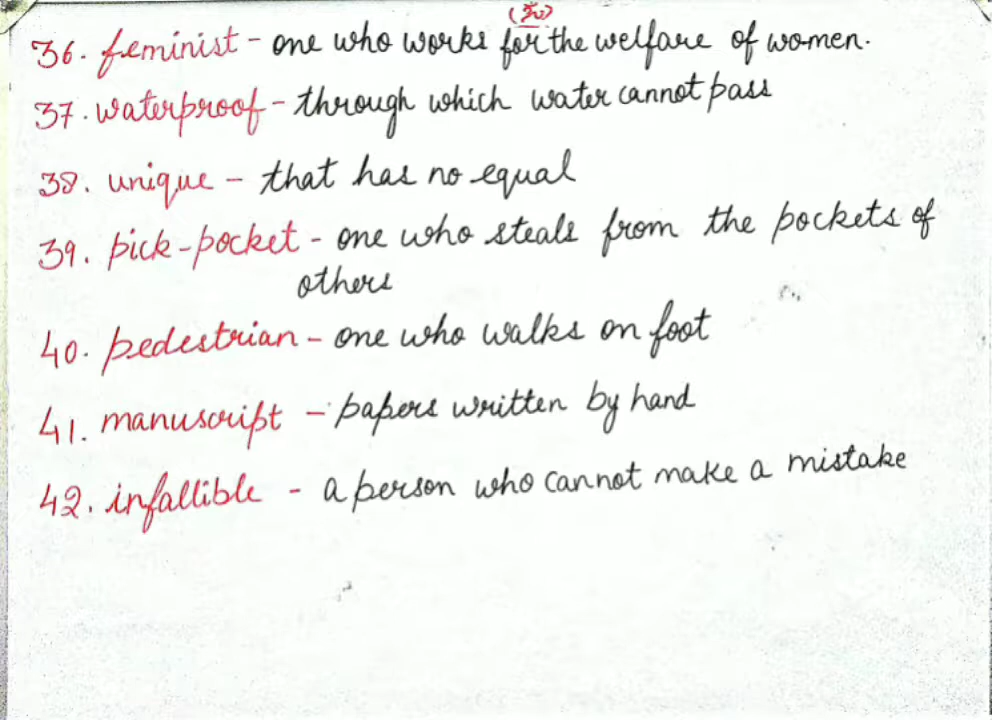 36. feminist - one who works for the welfare of women.
37. waterproof - through which water cannot pass
38. unique - that has no equal
39. pick-pocket - one who steals from the pockets of
others
40. pedestrian - one who walks on foot
41. manuscript - papers written by hand
42. infallible - a person who cannot make a mistake